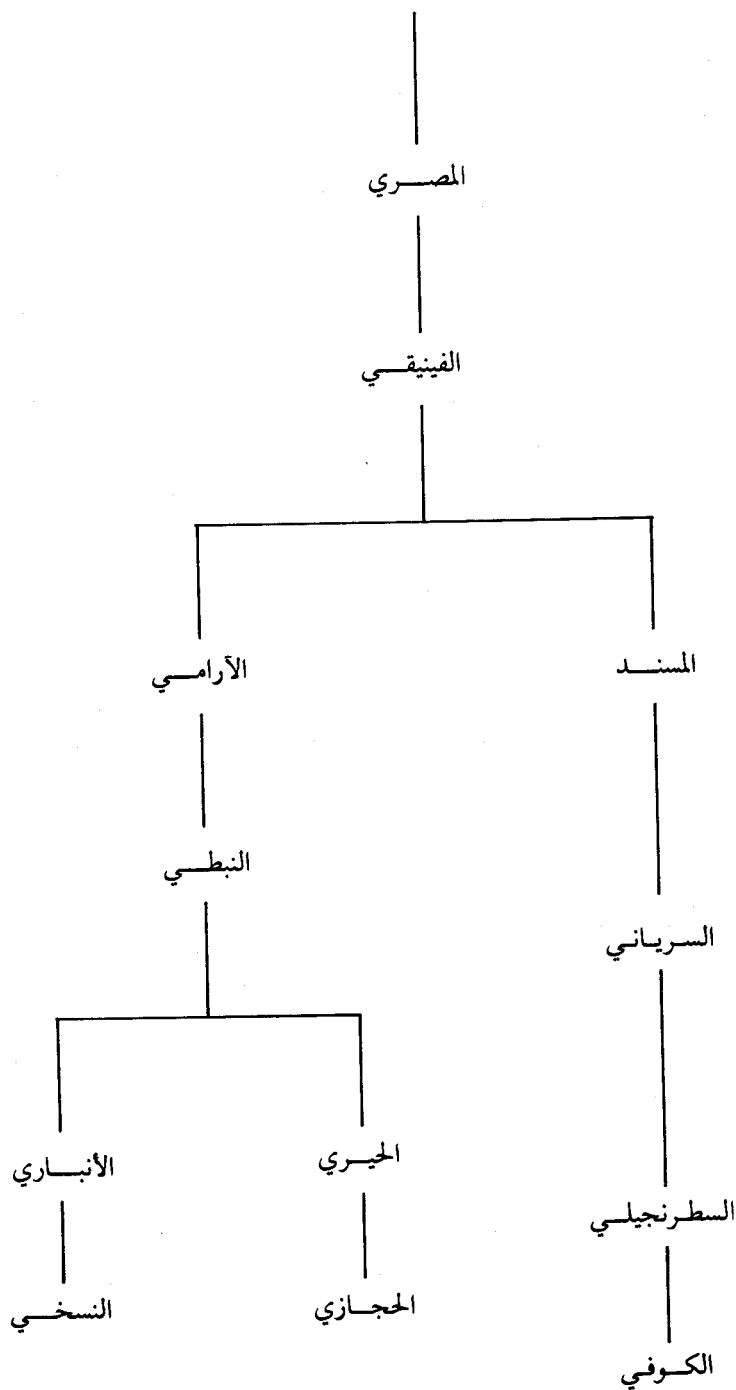 المصري
الفينيقي
المسند
الآرامي
النبطي
السرياني
الحيري
الأنباري
السطرنجيلي
الحجازي
النسخي
الكوفي